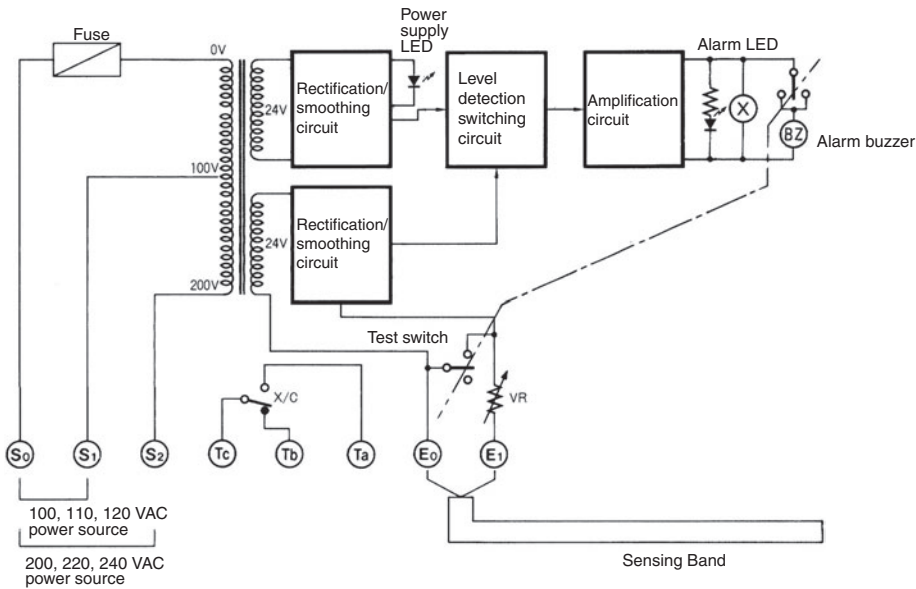 Fuse
0V
100V
200V
24V
24V
Rectification/
smoothing
circuit
Power
supply
LED
Level
detection
switching
circuit
Amplification
circuit
Alarm LED
X
BZ
Alarm buzzer
Rectification/
smoothing
circuit
Test switch
X/C
VR
S0
S1
S2
Tc
Tb
Ta
E0
E1
100, 110, 120 VAC
power source
200, 220, 240 VAC
power source
Sensing Band